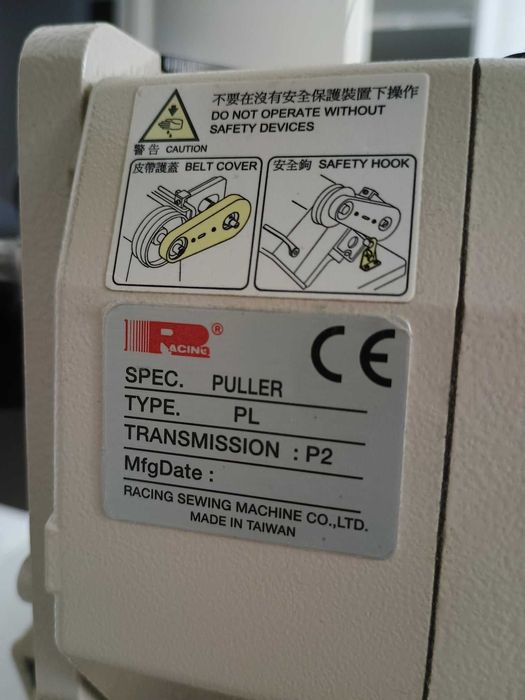 不要在沒有安全保護裝置下操作
DO NOT OPERATE WITHOUT
SAFETY DEVICES
警告 CAUTION
皮帶護蓋 BELT COVER
安全鉤 SAFETY HOOK
RACING®
CE
SPEC. PULLER
TYPE. PL
TRANSMISSION : P2
MfgDate :
RACING SEWING MACHINE CO.,LTD.
MADE IN TAIWAN